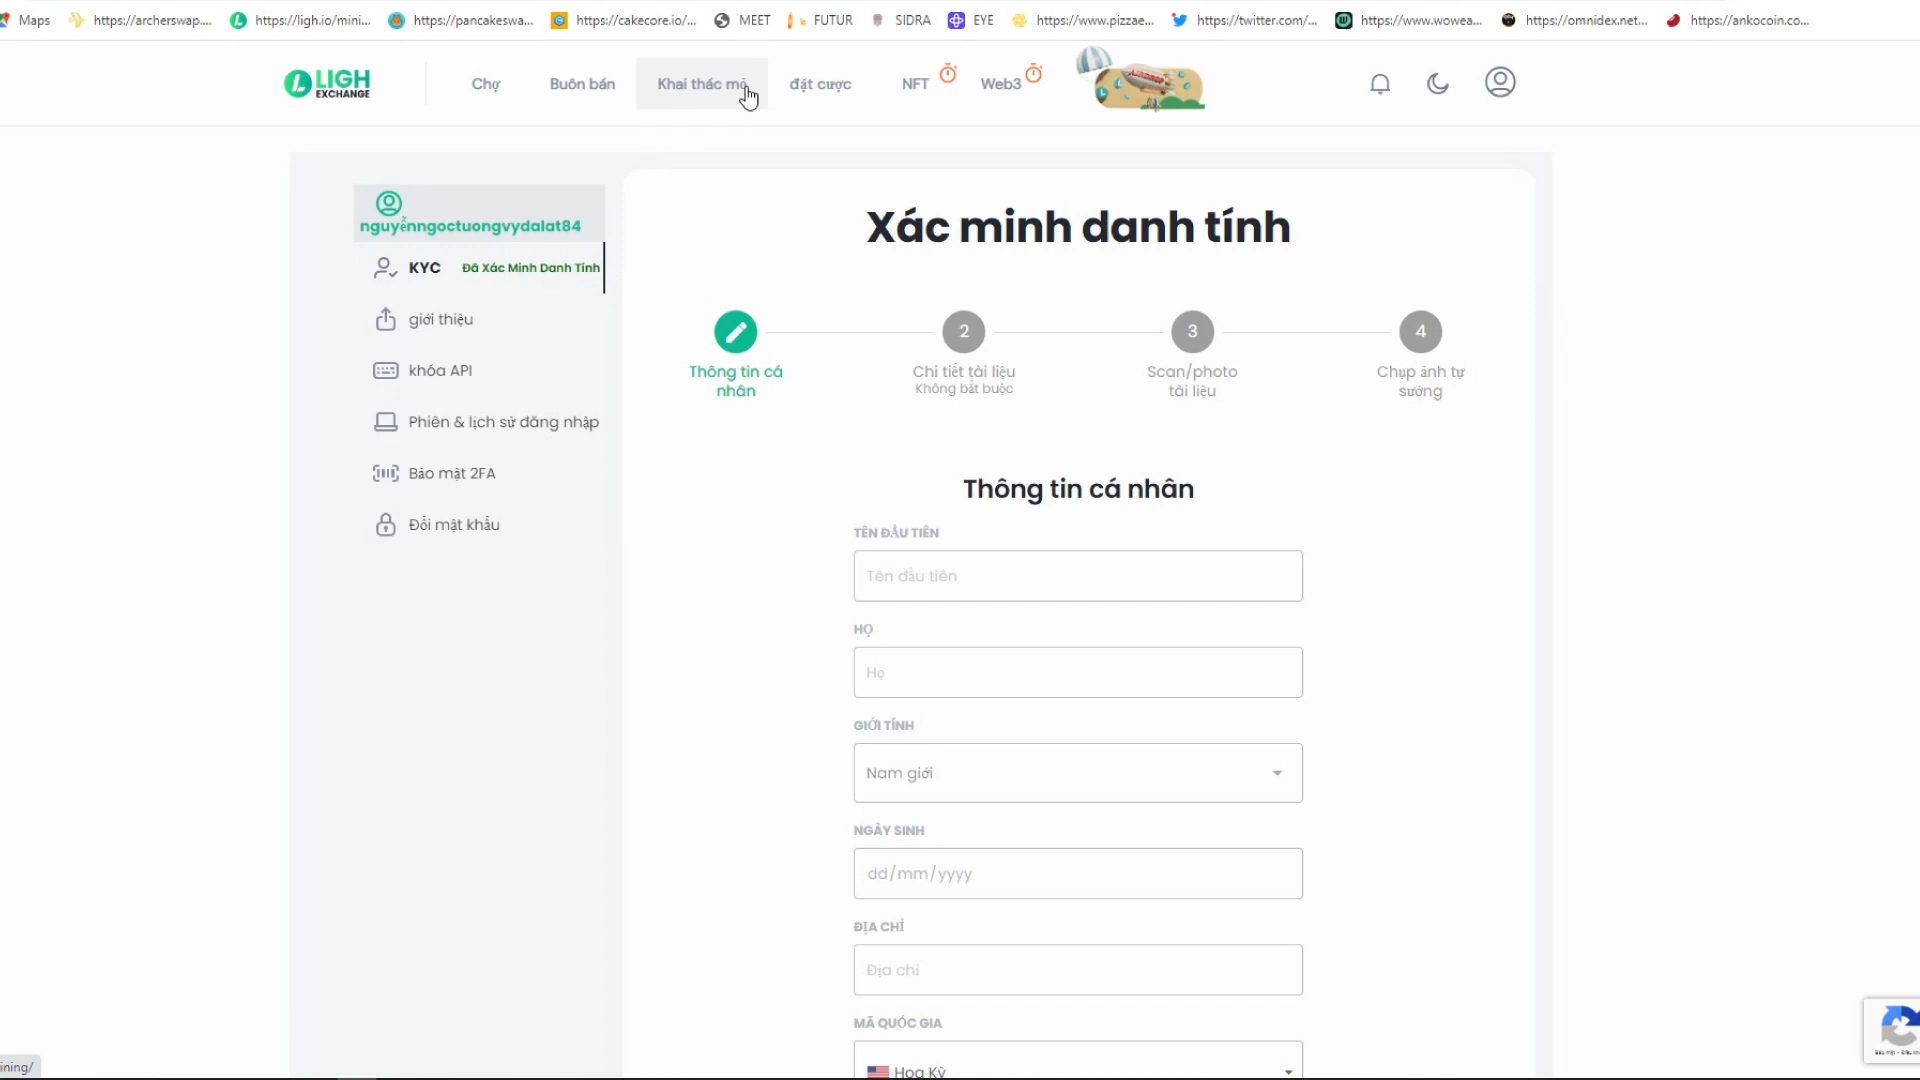 Maps https://archerswap.... https://ligh.io/mini... https://pancakeswa... https://cakecore.io/... MEET FUTUR SIDRA EYE https://www.pizzae... https://twitter.com/... https://www.wowea... https://omnidex.net... https://ankocoin.co...
LIGH
EXCHANGE
Chợ Buôn bán Khai thác mỏ đặt cược NFT Web3
AIRDROP
nguyễnngoctuongvydalat84
KYC Đã Xác Minh Danh Tính
giới thiệu
khóa API
Phiên & lịch sử đăng nhập
Bảo mật 2FA
Đổi mật khẩu
Xác minh danh tính
2 3 4
Thông tin cá
nhân
Chi tiết tài liệu
Không bắt buộc
Scan/photo
tài liệu
Chụp ảnh tự
sướng
Thông tin cá nhân
TÊN ĐẦU TIÊN
Tên đầu tiên
HỌ
Họ
GIỚI TÍNH
Nam giới
NGÀY SINH
dd/mm/yyyy
ĐỊA CHỈ
Địa chỉ
MÃ QUỐC GIA
Hoa Kỳ
ining/